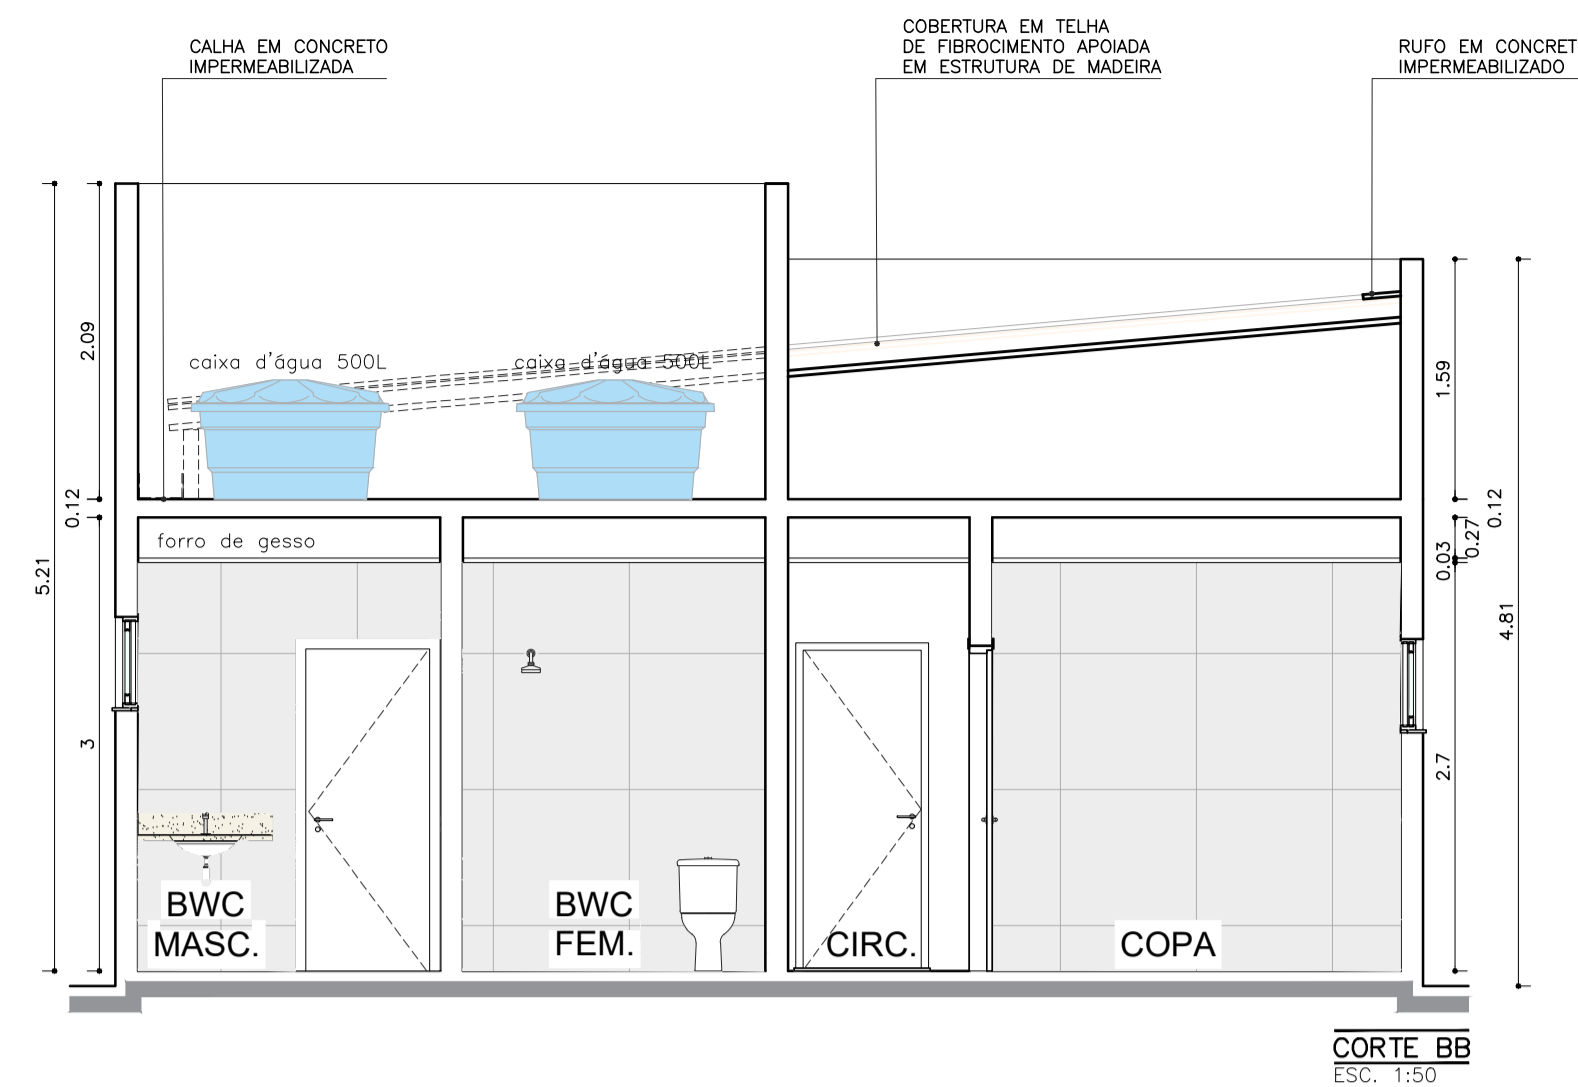 CALHA EM CONCRETO
IMPERMEABILIZADA
COBERTURA EM TELHA
DE FIBROCIMENTO APOIADA
EM ESTRUTURA DE MADEIRA
RUFO EM CONCRET
IMPERMEABILIZADO
caixa d'água 500L
caixa d'água 500L
2.09
0.12
5.21
3
1.59
0.12
0.27
0.03
4.81
2.7
forro de gesso
BWC
MASC.
BWC
FEM.
CIRC.
COPA
CORTE BB
ESC. 1:50